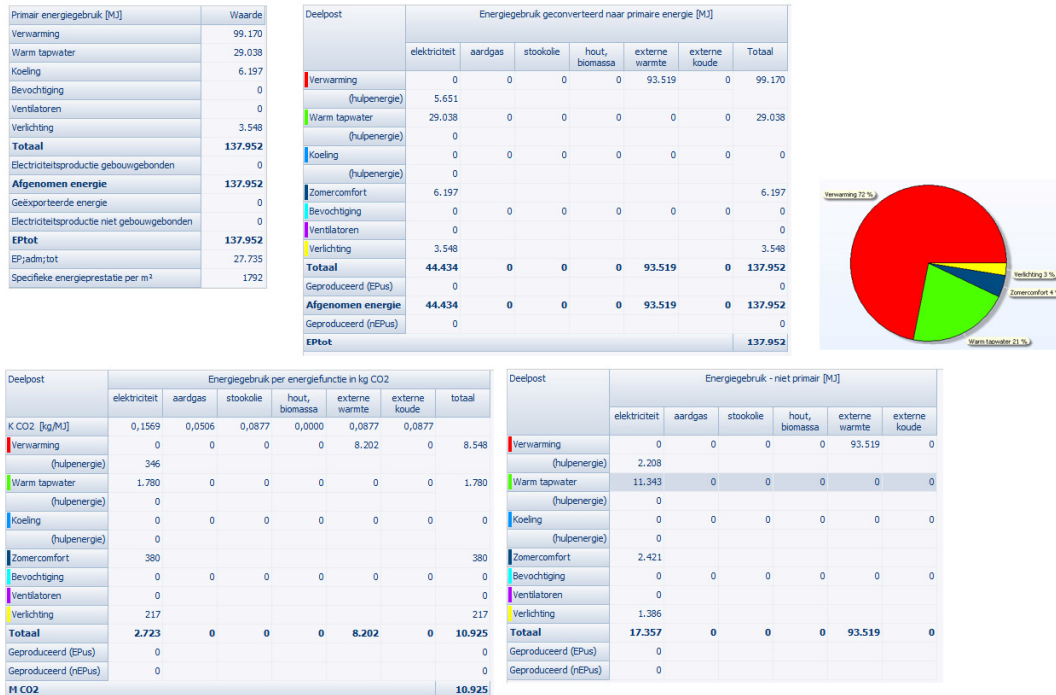 Primair energiegebruik [MJ] Waarde
Verwarming 99.170
Warm tapwater 29.038
Koeling 6.197
Bevochtiging 0
Ventilatoren 0
Verlichting 3.548
Totaal 137.952
Electriciteitsproductie gebouwgebonden 0
Afgenomen energie 137.952
Geëxporteerde energie 0
Electriciteitsproductie niet gebouwgebonden 0
EPtot 137.952
EP;adm;tot 27.735
Specifieke energieprestatie per m² 1792
Deelpost Energiegebruik geconverteerd naar primaire energie [MJ]
elektriciteit aardgas stookolie hout, biomassa externe warmte externe koude Totaal
Verwarming 0 0 0 0 93.519 0 99.170
(hulpenergie) 5.651
Warm tapwater 29.038 0 0 0 0 0 29.038
(hulpenergie) 0
Koeling 0 0 0 0 0 0 0
(hulpenergie) 0
Zomercomfort 6.197 6.197
Bevochtiging 0 0 0 0 0 0 0
Ventilatoren 0 0
Verlichting 3.548 3.548
Totaal 44.434 0 0 0 93.519 0 137.952
Geproduceerd (EPus) 0 0
Afgenomen energie 44.434 0 0 0 93.519 0 137.952
Geproduceerd (nEPus) 0 0
EPtot 137.952
Verwarming 72 %
Verlichting 3 %
Zomercomfort 4
Warm tapwater 21 %
Deelpost Energiegebruik per energiefunctie in kg CO2
elektriciteit aardgas stookolie hout, biomassa externe warmte externe koude totaal
K CO2 [kg/MJ] 0,1569 0,0506 0,0877 0,0000 0,0877 0,0877
Verwarming 0 0 0 0 8.202 0 8.548
(hulpenergie) 346
Warm tapwater 1.780 0 0 0 0 0 1.780
(hulpenergie) 0
Koeling 0 0 0 0 0 0 0
(hulpenergie) 0
Zomercomfort 380 380
Bevochtiging 0 0 0 0 0 0 0
Ventilatoren 0 0
Verlichting 217 217
Totaal 2.723 0 0 0 8.202 0 10.925
Geproduceerd (EPus) 0 0
Geproduceerd (nEPus) 0 0
M CO2 10.925
Deelpost Energiegebruik - niet primair [MJ]
elektriciteit aardgas stookolie hout, biomassa externe warmte externe koude
Verwarming 0 0 0 0 93.519 0
(hulpenergie) 2.208
Warm tapwater 11.343 0 0 0 0 0
(hulpenergie) 0
Koeling 0 0 0 0 0 0
(hulpenergie) 0
Zomercomfort 2.421
Bevochtiging 0 0 0 0 0 0
Ventilatoren 0
Verlichting 1.386
Totaal 17.357 0 0 0 93.519 0
Geproduceerd (EPus) 0
Geproduceerd (nEPus) 0